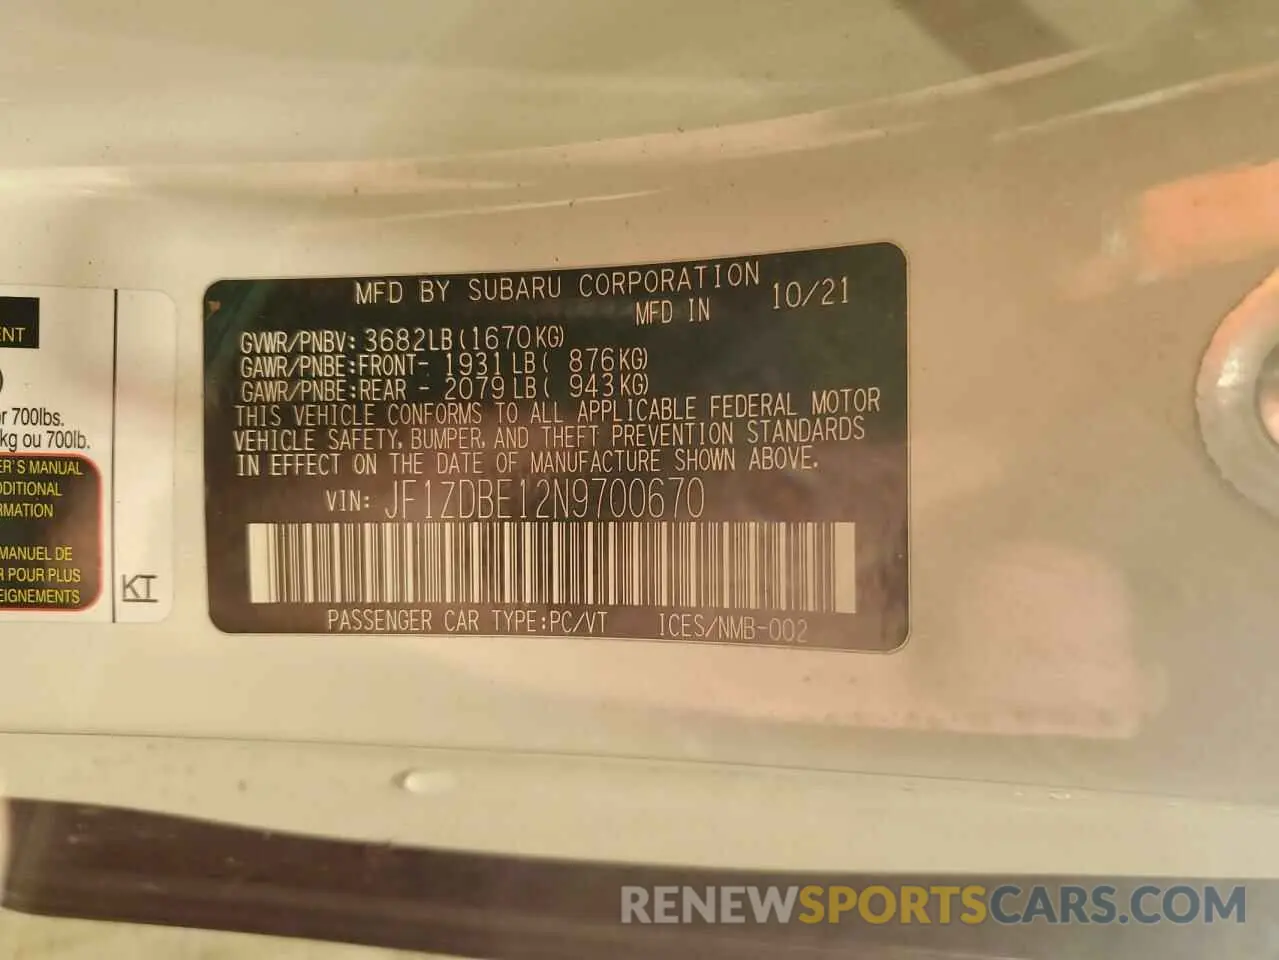 MFD BY SUBARU CORPORATION
MFD IN 10/21
GVWR/PNBV: 3682LB(1670KG)
GAWR/PNBE:FRONT- 1931LB( 876KG)
GAWR/PNBE:REAR - 2079LB( 943KG)
THIS VEHICLE CONFORMS TO ALL APPLICABLE FEDERAL MOTOR
VEHICLE SAFETY, BUMPER, AND THEFT PREVENTION STANDARDS
IN EFFECT ON THE DATE OF MANUFACTURE SHOWN ABOVE.
VIN: JF1ZDBE12N9700670
PASSENGER CAR TYPE:PC/VT ICES/NMB-002
700lbs.
kg ou 700lb.
MANUAL
MANUEL DE
POUR PLUS
KT
RENEWSPORTSCARS.COM